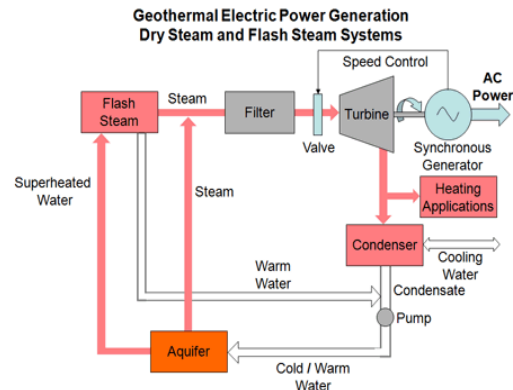 Geothermal Electric Power Generation
Dry Steam and Flash Steam Systems
Speed Control
AC
Power
Flash
Steam
Steam
Filter
Valve
Turbine
Synchronous
Generator
Superheated
Water
Steam
Heating
Applications
Condenser
Cooling
Water
Warm
Water
Condensate
Pump
Aquifer
Cold / Warm
Water